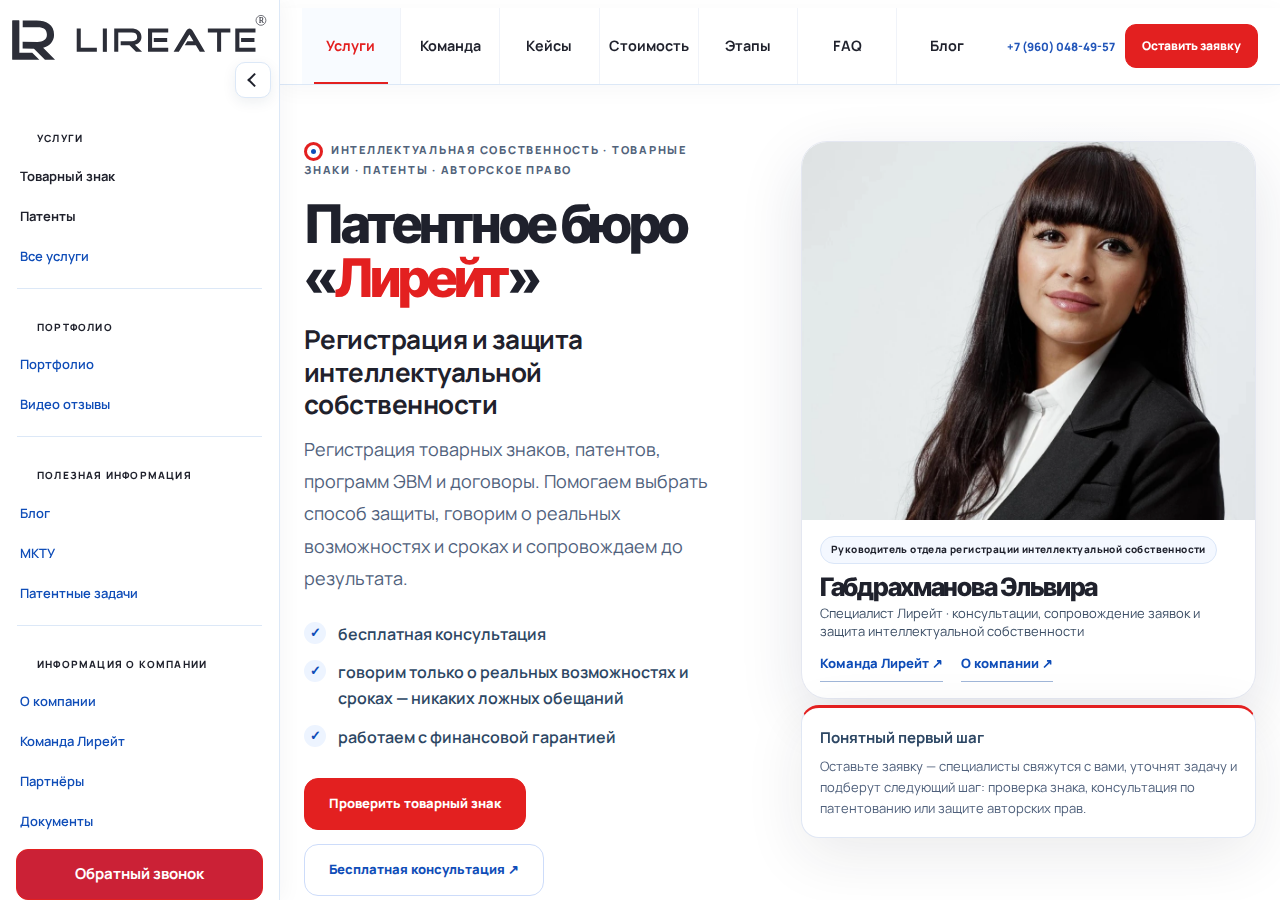 LIREATE®
УСЛУГИ
Товарный знак
Патенты
Все услуги
ПОРТФОЛИО
Портфолио
Видео отзывы
ПОЛЕЗНАЯ ИНФОРМАЦИЯ
Блог
МКТУ
Патентные задачи
ИНФОРМАЦИЯ О КОМПАНИИ
О компании
Команда Лирейт
Партнёры
Документы
Обратный звонок
Услуги
Команда
Кейсы
Стоимость
Этапы
FAQ
Блог
+7 (960) 048-49-57
Оставить заявку
ИНТЕЛЛЕКТУАЛЬНАЯ СОБСТВЕННОСТЬ · ТОВАРНЫЕ
ЗНАКИ · ПАТЕНТЫ · АВТОРСКОЕ ПРАВО
Патентное бюро
«Лирейт»
Регистрация и защита
интеллектуальной
собственности
Регистрация товарных знаков, патентов,
программ ЭВМ и договоры. Помогаем выбрать
способ защиты, говорим о реальных
возможностях и сроках и сопровождаем до
результата.
✓ бесплатная консультация
✓ говорим только о реальных возможностях и
сроках — никаких ложных обещаний
✓ работаем с финансовой гарантией
Проверить товарный знак
Бесплатная консультация ↗
Руководитель отдела регистрации интеллектуальной собственности
Габдрахманова Эльвира
Специалист Лирейт · консультации, сопровождение заявок и
защита интеллектуальной собственности
Команда Лирейт ↗ О компании ↗
Понятный первый шаг
Оставьте заявку — специалисты свяжутся с вами, уточнят задачу и
подберут следующий шаг: проверка знака, консультация по
патентованию или защите авторских прав.